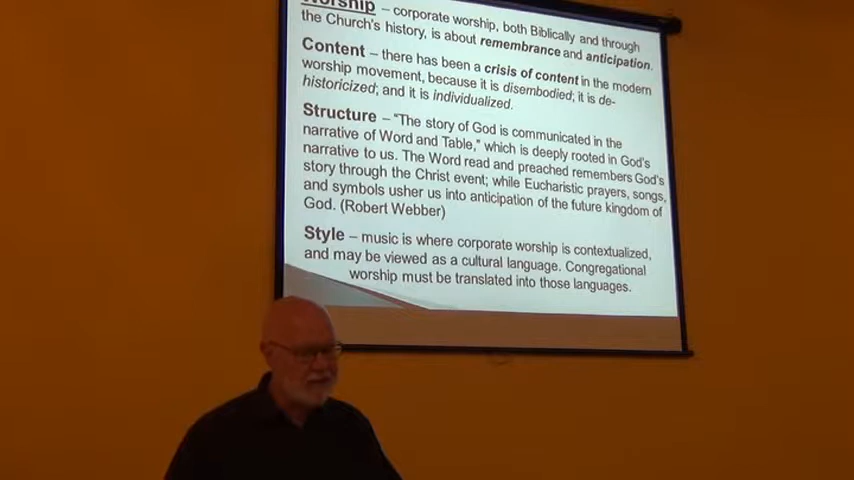 Worship – corporate worship, both Biblically and through
the Church's history, is about remembrance and anticipation.
Content – there has been a crisis of content in the modern
worship movement, because it is disembodied; it is de-
historicized; and it is individualized.
Structure – "The story of God is communicated in the
narrative of Word and Table," which is deeply rooted in God's
narrative to us. The Word read and preached remembers God's
story through the Christ event; while Eucharistic prayers, songs,
and symbols usher us into anticipation of the future kingdom of
God. (Robert Webber)
Style – music is where corporate worship is contextualized,
and may be viewed as a cultural language. Congregational
worship must be translated into those languages.